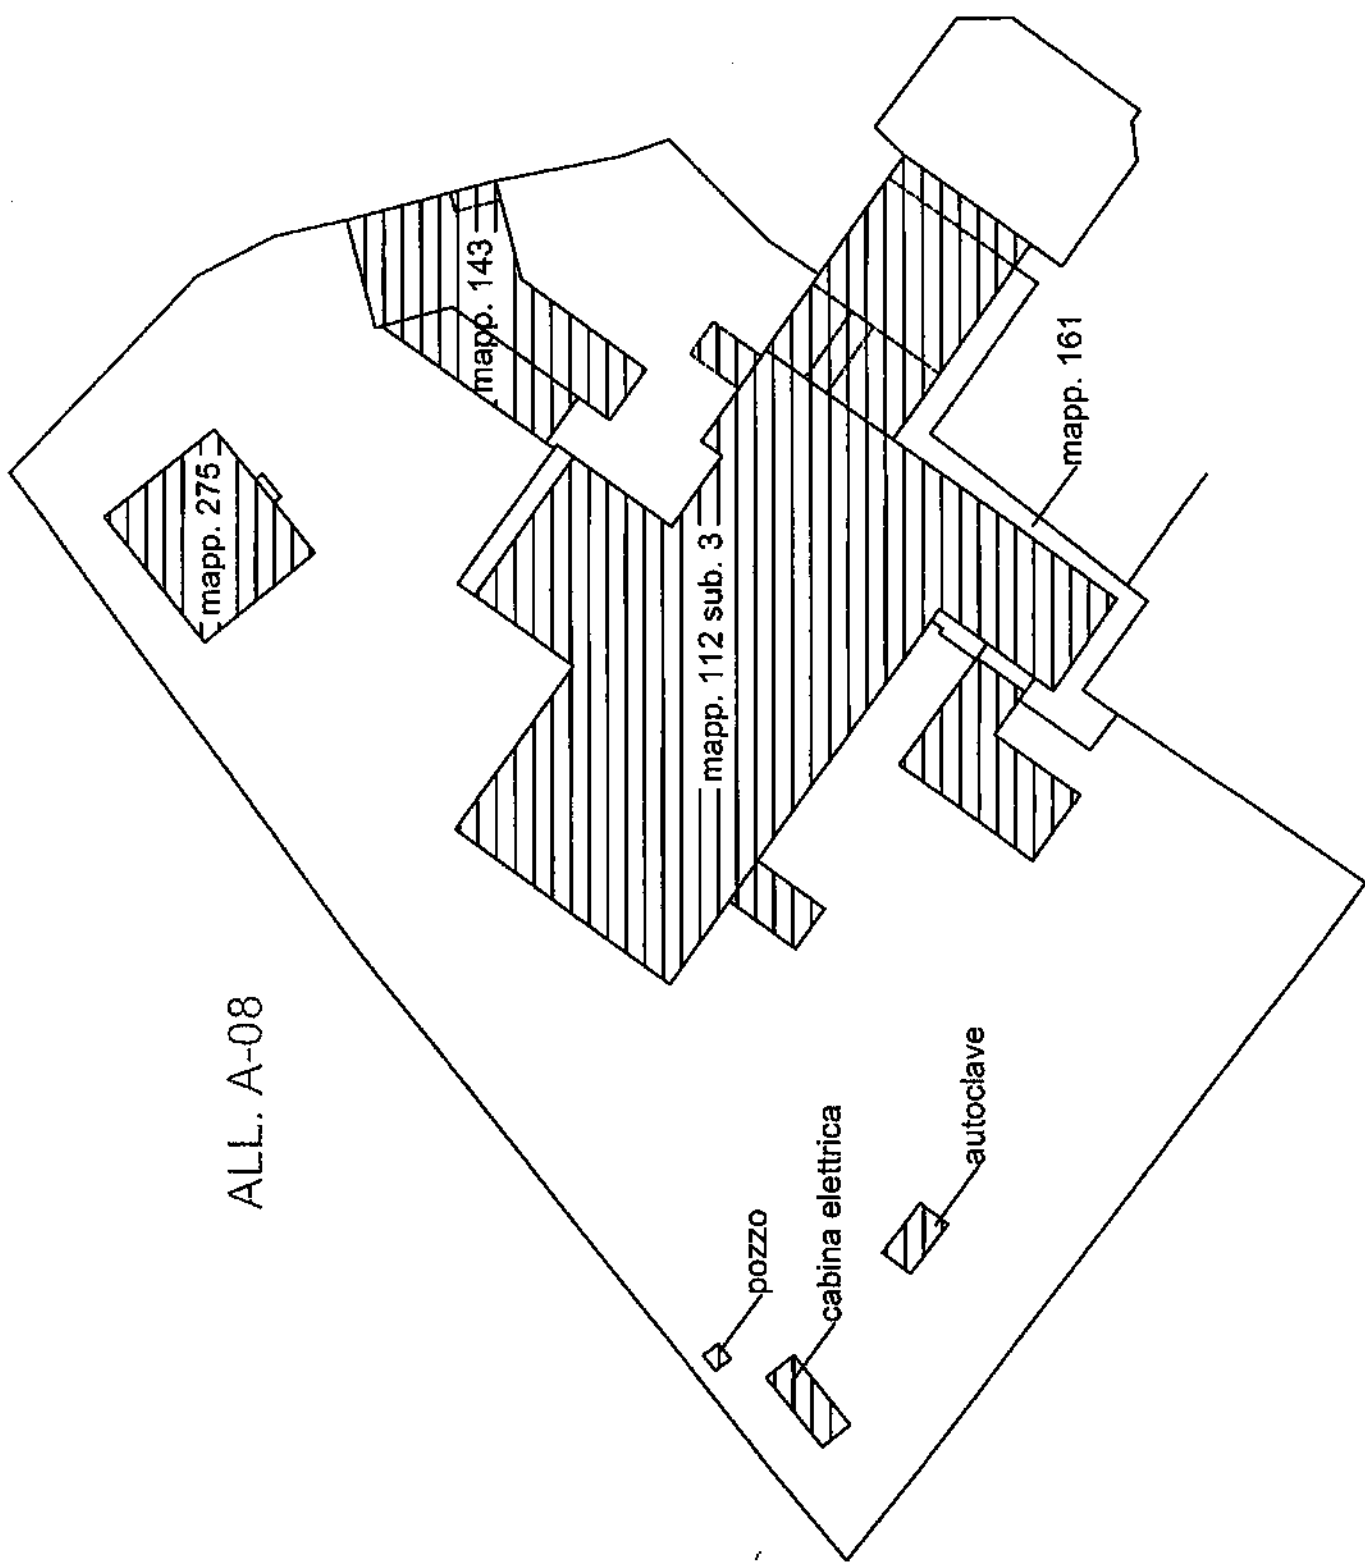 ALL. A-08
mapp. 275
mapp. 143
mapp. 112 sub. 3
mapp. 161
pozzo
cabina elettrica
autoclave